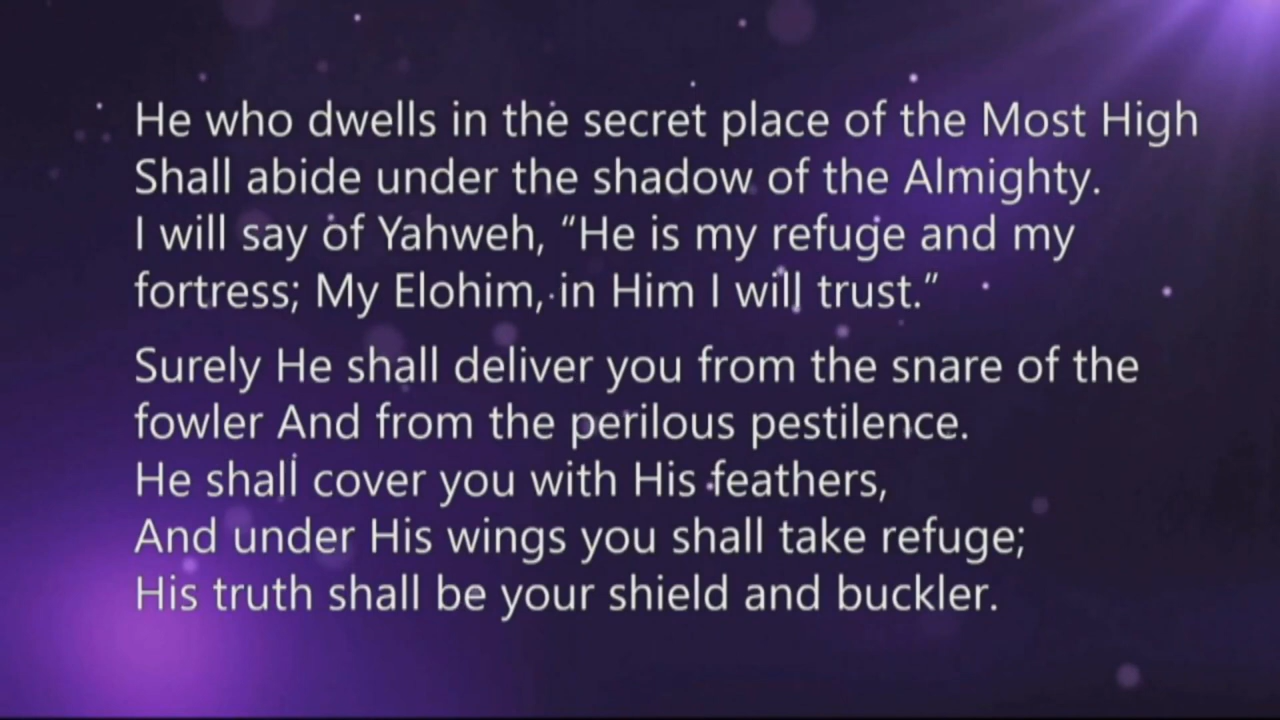 He who dwells in the secret place of the Most High
Shall abide under the shadow of the Almighty.
I will say of Yahweh, “He is my refuge and my
fortress; My Elohim, in Him I will trust.”
Surely He shall deliver you from the snare of the
fowler And from the perilous pestilence.
He shall cover you with His feathers,
And under His wings you shall take refuge;
His truth shall be your shield and buckler.